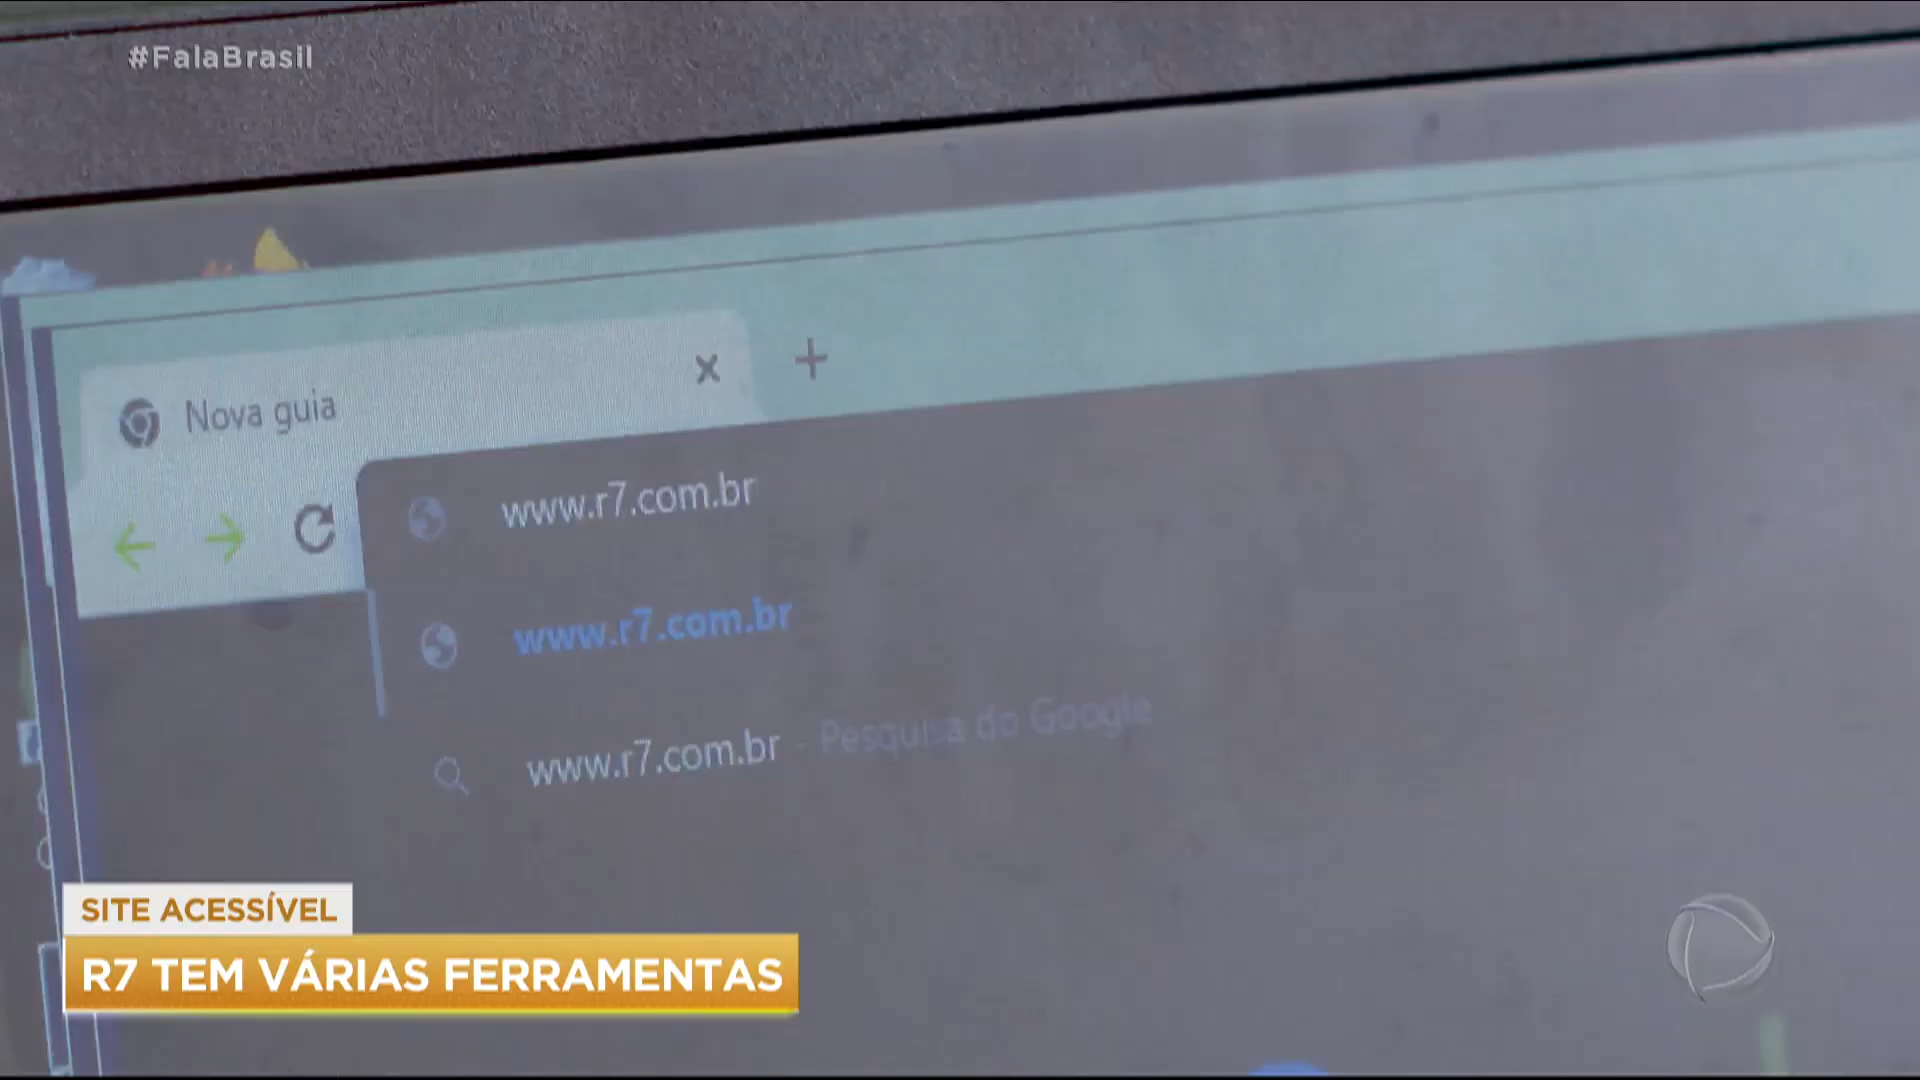 #FalaBrasil
Nova guia
www.r7.com.br
www.r7.com.br
www.r7.com.br - Pesquisa do Google
SITE ACESSÍVEL
R7 TEM VÁRIAS FERRAMENTAS